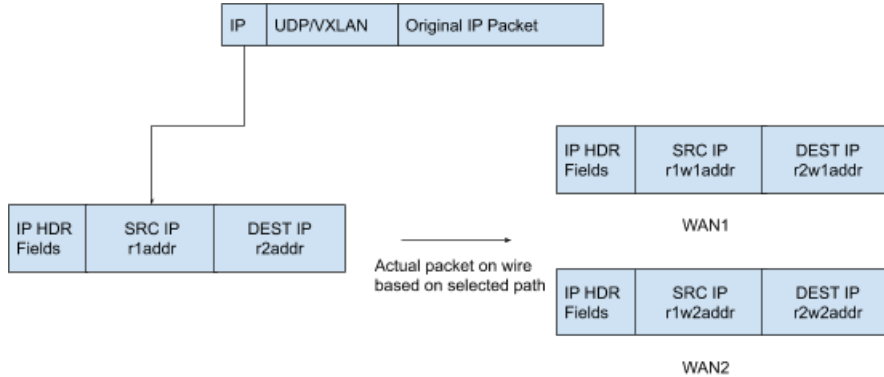 IP
UDP/VXLAN
Original IP Packet
IP HDR
Fields
SRC IP
r1w1addr
DEST IP
r2w1addr
WAN1
IP HDR
Fields
SRC IP
r1addr
DEST IP
r2addr
Actual packet on wire
based on selected path
IP HDR
Fields
SRC IP
r1w2addr
DEST IP
r2w2addr
WAN2